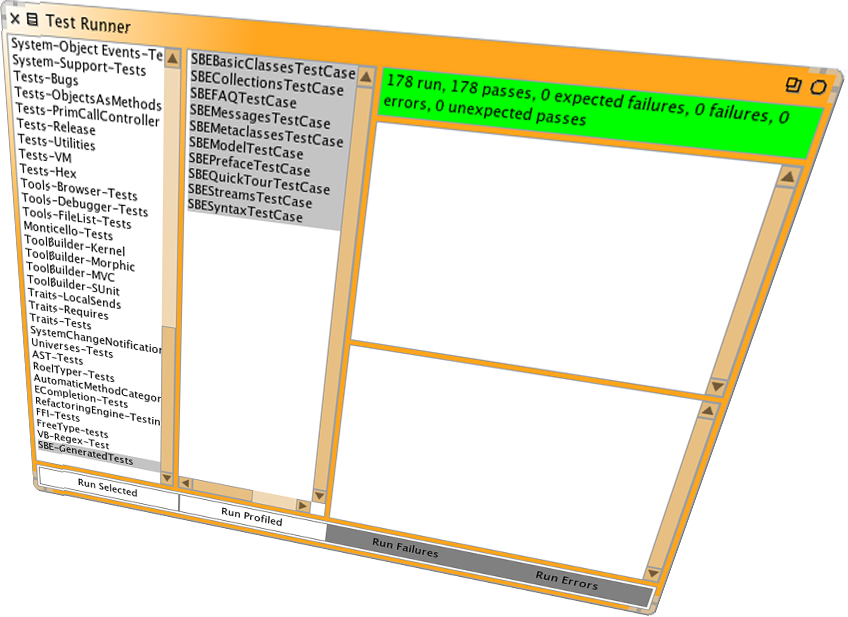 Test Runner
System-Object Events-Te
System-Support-Tests
Tests-Bugs
Tests-ObjectsAsMethods
Tests-PrimCallController
Tests-Release
Tests-Utilities
Tests-VM
Tests-Hex
Tools-Browser-Tests
Tools-Debugger-Tests
Tools-FileList-Tests
Monticello-Tests
ToolBuilder-Kernel
ToolBuilder-Morphic
ToolBuilder-MVC
ToolBuilder-SUnit
Traits-LocalSends
Traits-Requires
Traits-Tests
SystemChangeNotification
Universes-Tests
AST-Tests
RoelTyper-Tests
AutomaticMethodCategor
ECompletion-Tests
RefactoringEngine-Testin
FFI-Tests
FreeType-tests
VB-Regex-Test
SBE-GeneratedTests
SBEBasicClassesTestCase
SBECollectionsTestCase
SBEFAQTestCase
SBEMessagesTestCase
SBEMetaclassesTestCase
SBEModelTestCase
SBEPrefaceTestCase
SBEQuickTourTestCase
SBEStreamsTestCase
SBESyntaxTestCase
178 run, 178 passes, 0 expected failures, 0 failures, 0
errors, 0 unexpected passes
Run Selected
Run Profiled
Run Failures
Run Errors